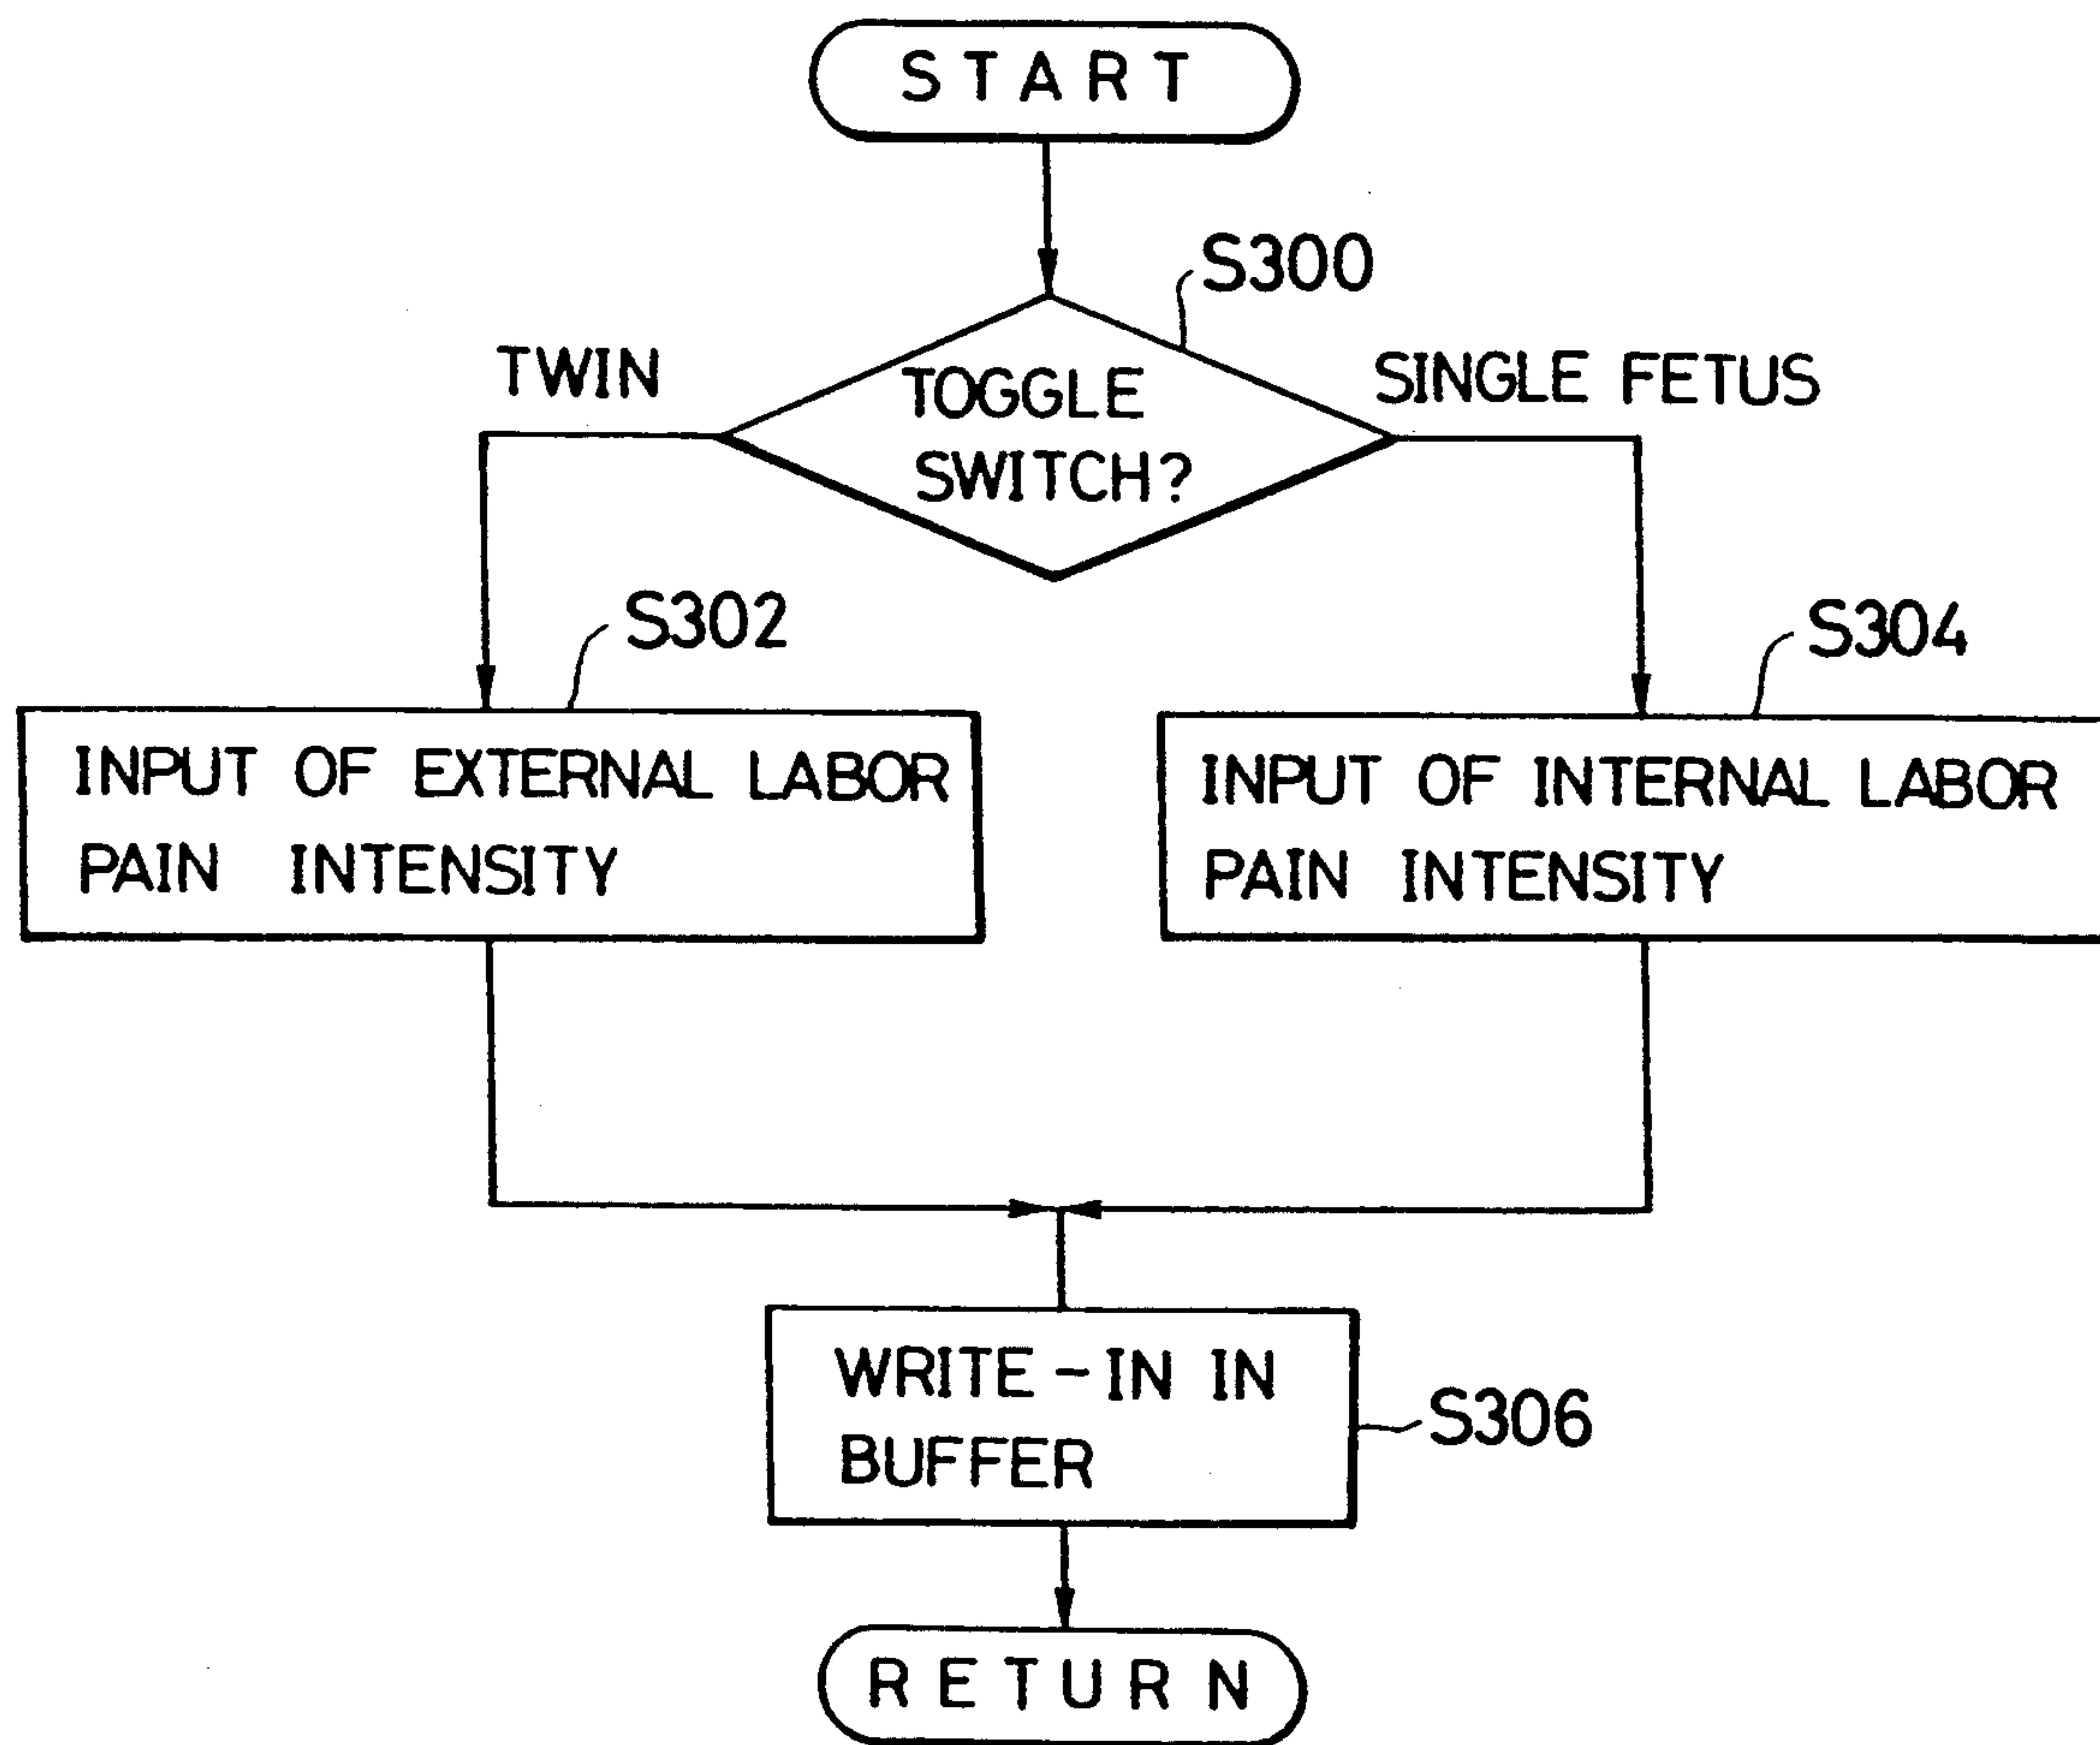 START
S300
TWIN
SINGLE FETUS
TOGGLE
SWITCH?
S302
S304
INPUT OF EXTERNAL LABOR
PAIN INTENSITY
INPUT OF INTERNAL LABOR
PAIN INTENSITY
WRITE-IN IN
BUFFER
S306
RETURN